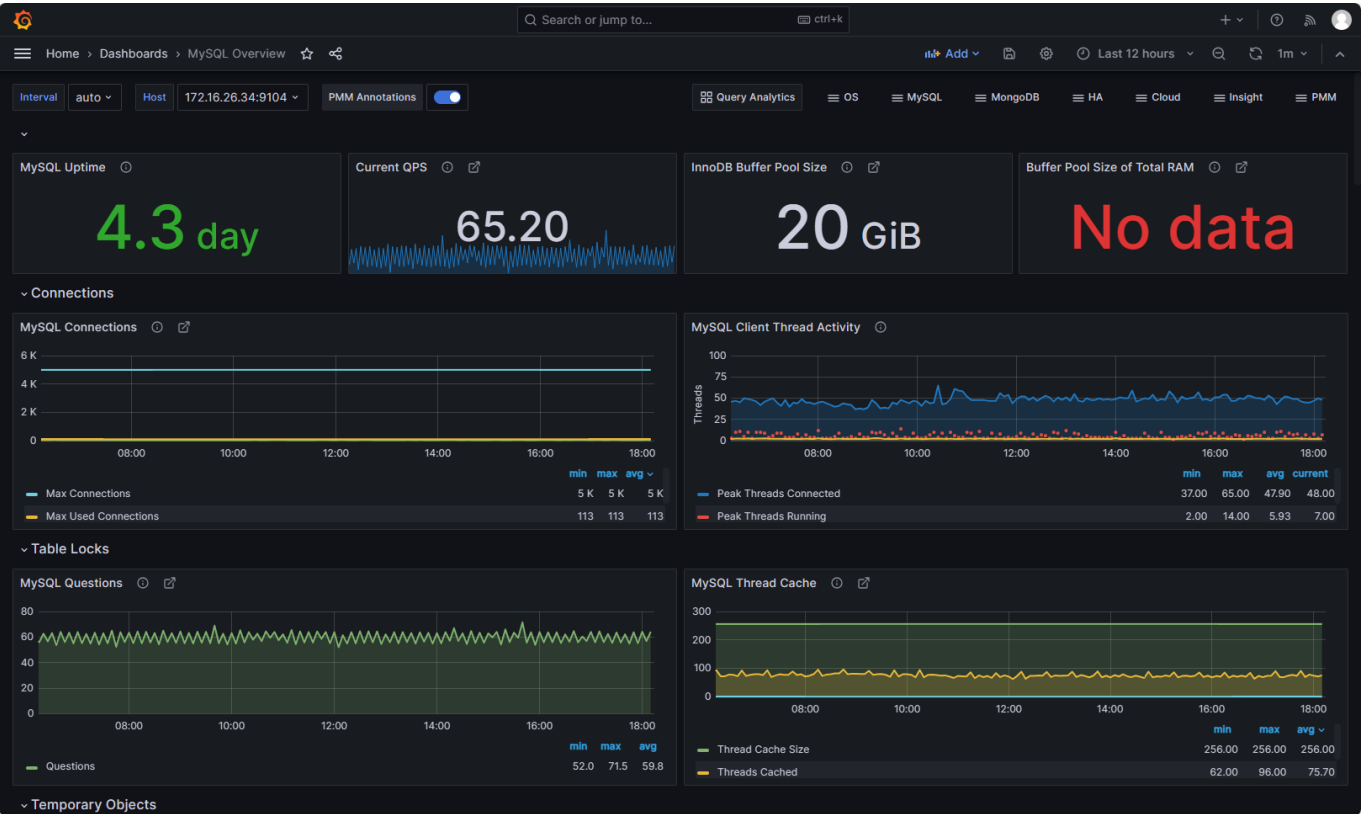 Search or jump to... ctrl+k
Home › Dashboards › MySQL Overview Add Last 12 hours 1m
Interval auto Host 172.16.26.34:9104 PMM Annotations Query Analytics OS MySQL MongoDB HA Cloud Insight PMM
MySQL Uptime
4.3 day
Current QPS
65.20
InnoDB Buffer Pool Size
20 GiB
Buffer Pool Size of Total RAM
No data
Connections
MySQL Connections
6 K
4 K
2 K
0
08:00 10:00 12:00 14:00 16:00 18:00
min max avg
Max Connections 5 K 5 K 5 K
Max Used Connections 113 113 113
MySQL Client Thread Activity
Threads
100
75
50
25
0
08:00 10:00 12:00 14:00 16:00 18:00
min max avg current
Peak Threads Connected 37.00 65.00 47.90 48.00
Peak Threads Running 2.00 14.00 5.93 7.00
Table Locks
MySQL Questions
80
60
40
20
0
08:00 10:00 12:00 14:00 16:00 18:00
min max avg
Questions 52.0 71.5 59.8
MySQL Thread Cache
300
200
100
0
08:00 10:00 12:00 14:00 16:00 18:00
min max avg
Thread Cache Size 256.00 256.00 256.00
Threads Cached 62.00 96.00 75.70
Temporary Objects